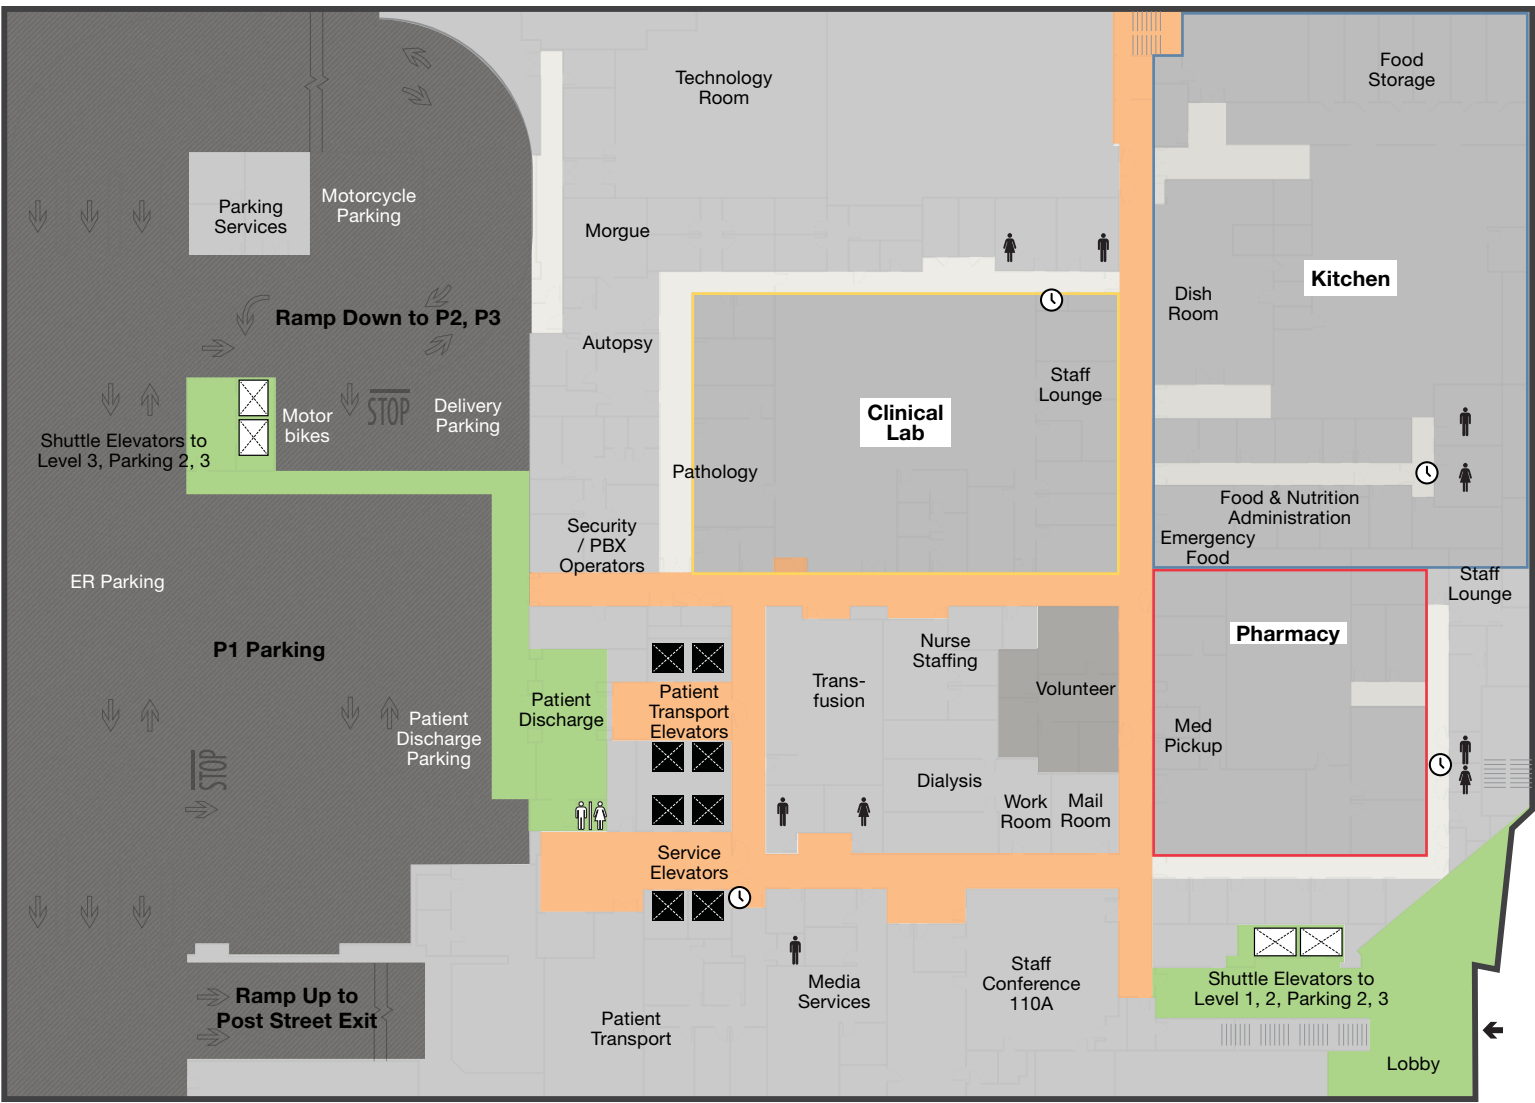 Technology
Room
Food
Storage
Parking
Services
Motorcycle
Parking
Morgue
Kitchen
Dish
Room
Ramp Down to P2, P3
Autopsy
Staff
Lounge
Clinical
Lab
STOP
Delivery
Parking
Motor
bikes
Shuttle Elevators to
Level 3, Parking 2, 3
Pathology
Food & Nutrition
Administration
Security
/ PBX
Operators
Emergency
Food
ER Parking
Staff
Lounge
Pharmacy
P1 Parking
Nurse
Staffing
Volunteer
Trans-
fusion
Patient
Transport
Elevators
Patient
Discharge
Patient
Discharge
Parking
Med
Pickup
STOP
Dialysis
Work
Room
Mail
Room
Service
Elevators
Staff
Conference
110A
Media
Services
Shuttle Elevators to
Level 1, 2, Parking 2, 3
Ramp Up to
Post Street Exit
Patient
Transport
Lobby